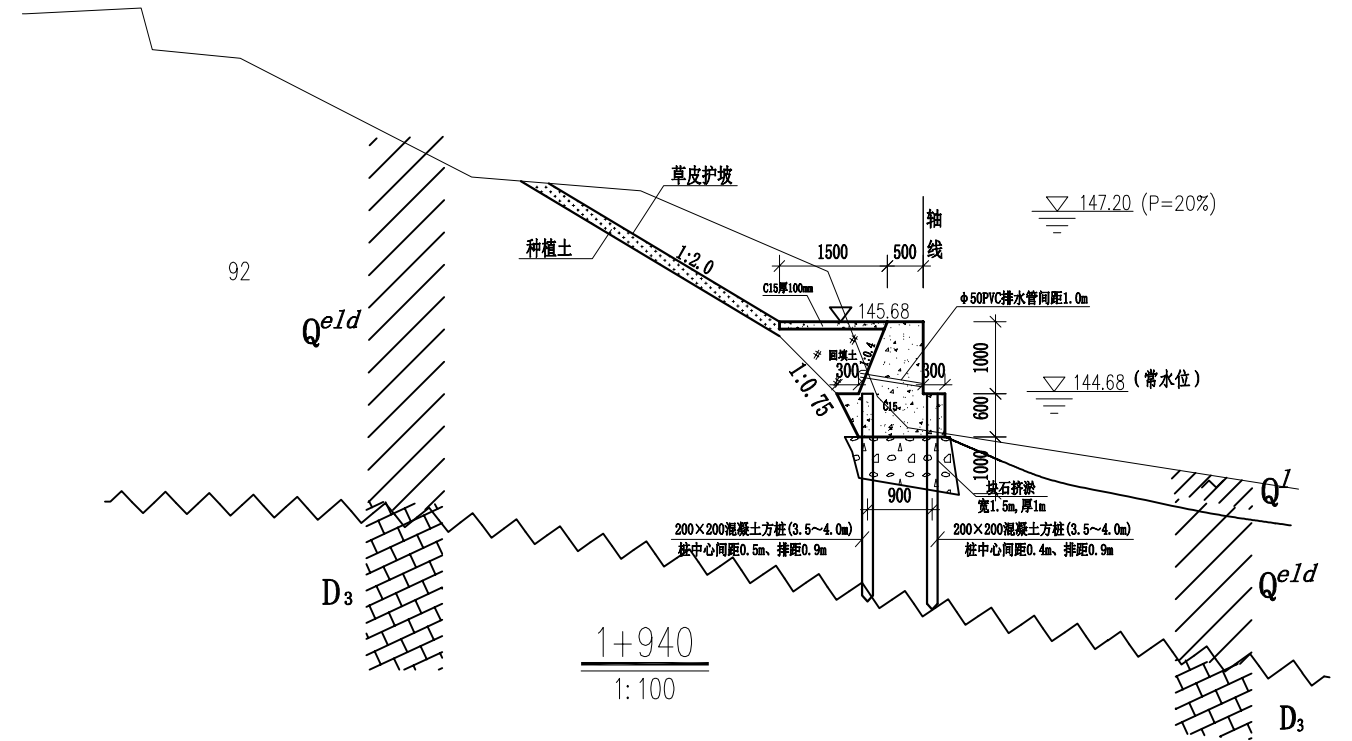 草皮护坡
种植土
1:2.0
92
Q^eld
轴线
147.20 (P=20%)
1500
500
C15厚100mm
145.68
φ50PVC排水管间距1.0m
回填土
1:0.4
300
300
1000
144.68 (常水位)
1:0.75
C15
600
1000
Q^l
块石挤淤
宽1.5m,厚1m
900
200×200混凝土方桩(3.5~4.0m)
桩中心间距0.5m、排距0.9m
200×200混凝土方桩(3.5~4.0m)
桩中心间距0.4m、排距0.9m
Q^eld
D₃
1+940
1:100
D₃